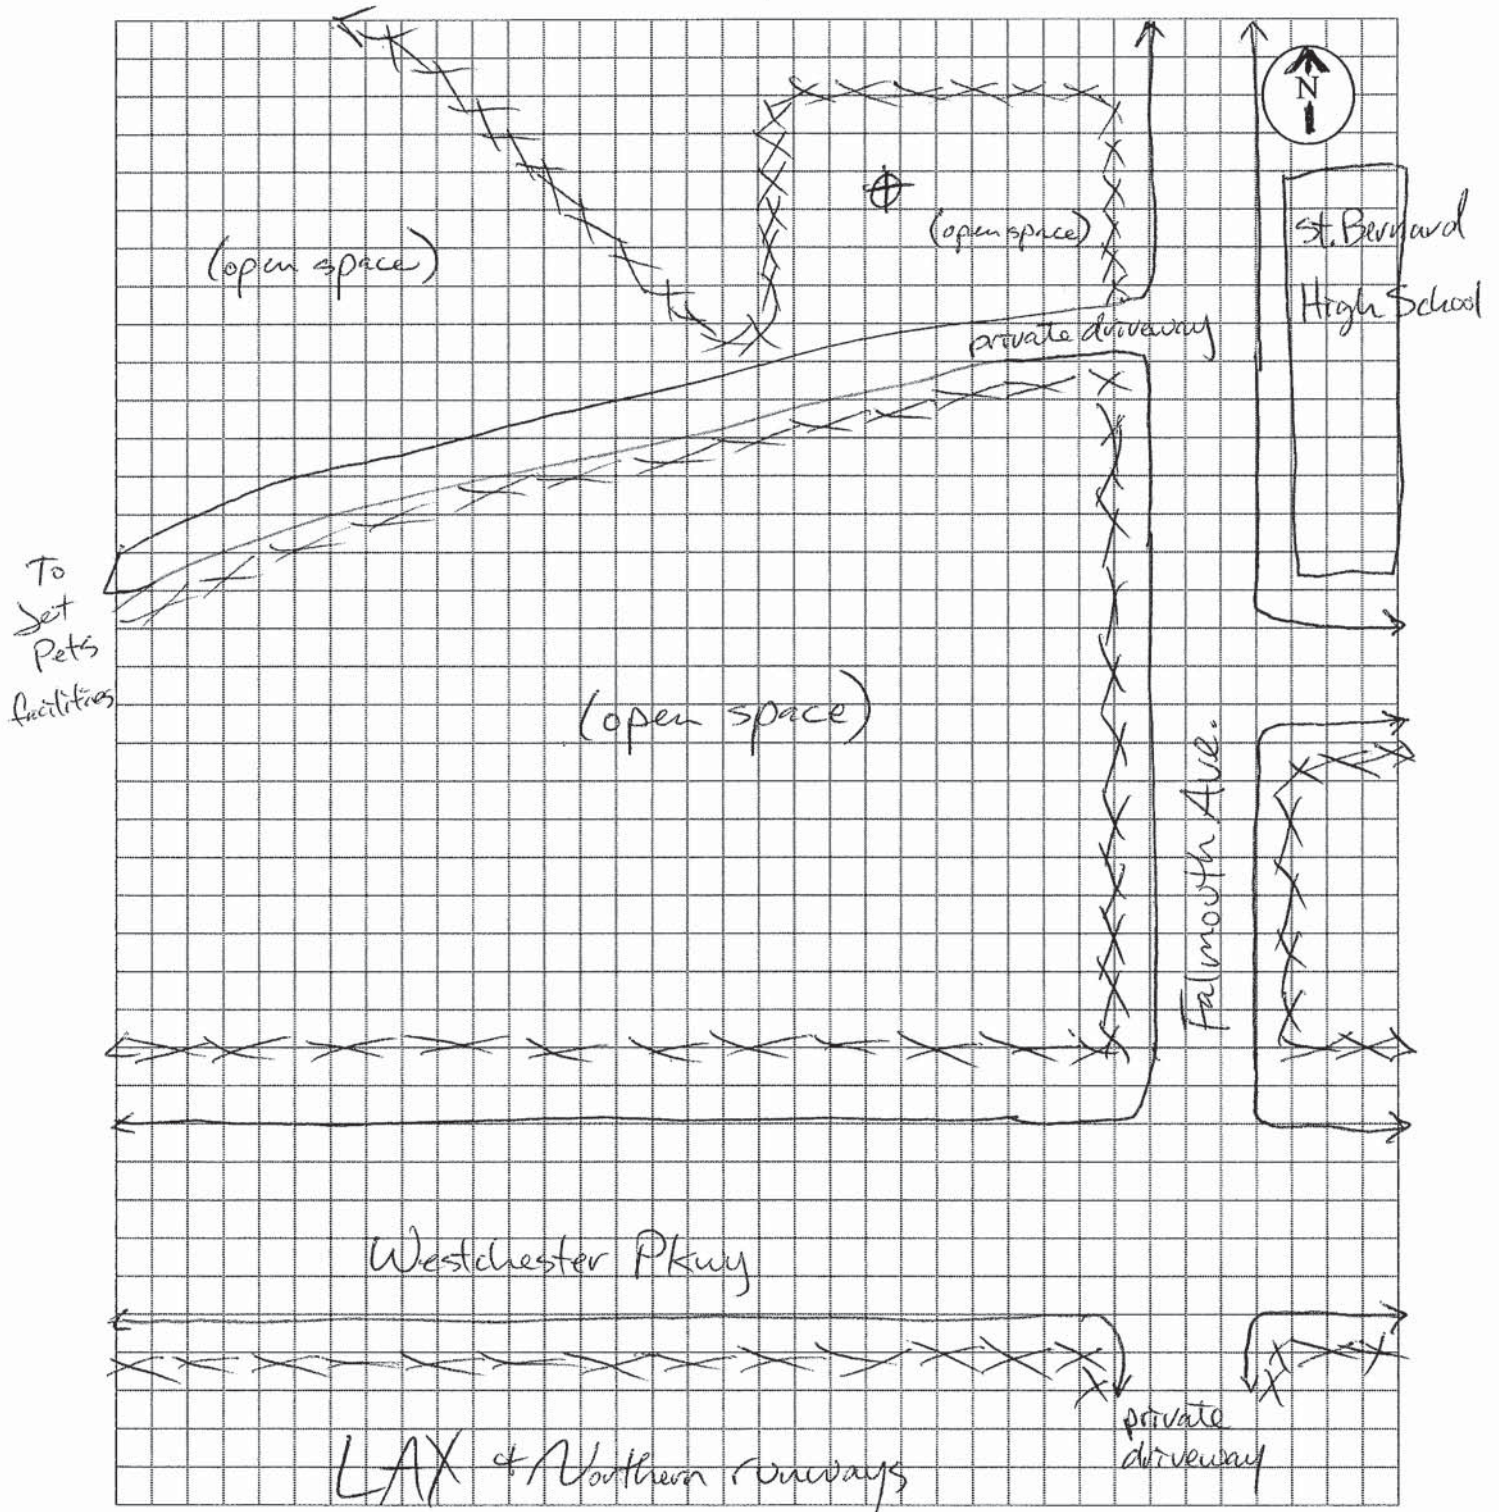 N
(open space)
(open space)
St. Bernard
High School
private driveway
To
Jet
Pets
facilities
(open space)
Falmouth Ave.
Westchester Pkwy
private
driveway
LAX & Northern runways